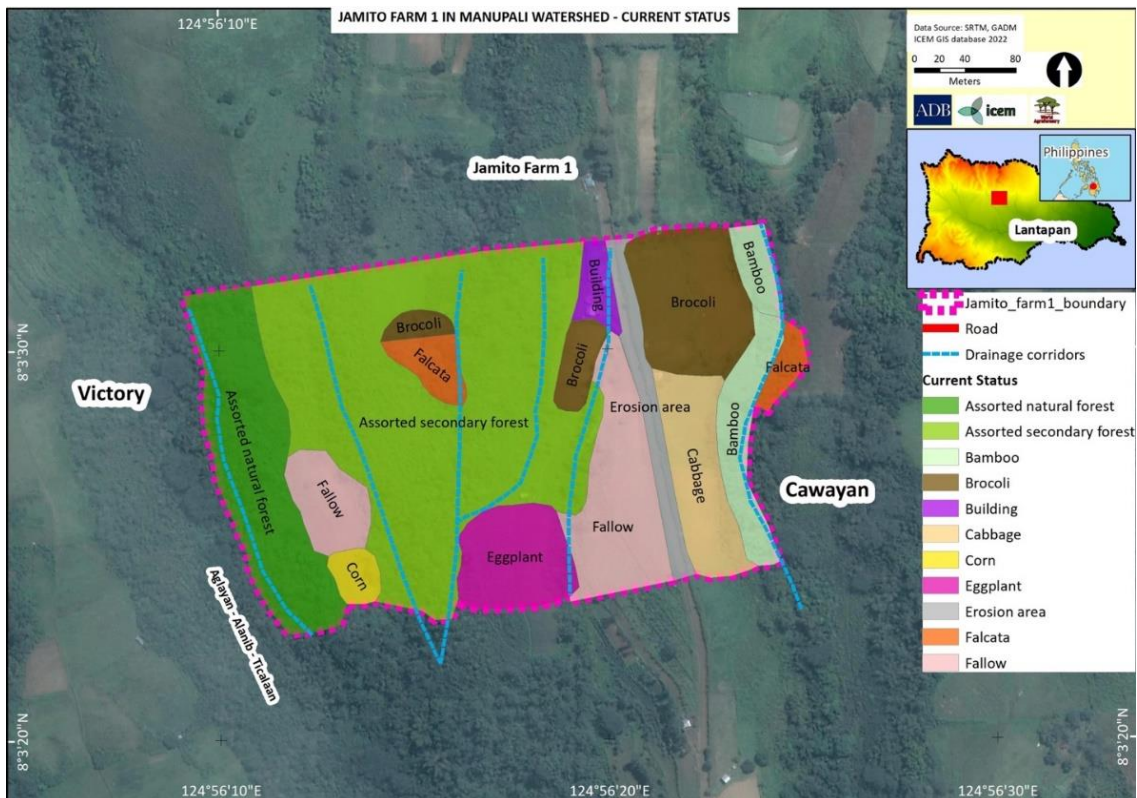 JAMITO FARM 1 IN MANUPALI WATERSHED - CURRENT STATUS
124°56'10"E
Data Source: SRTM, GADM
ICEM GIS database 2022
0 20 40 80
Meters
ADB
icem
World
Agroforestry
Philippines
Lantapan
Jamito Farm 1
Building
Bamboo
Brocoli
Brocoli
Falcata
Brocoli
Falcata
8°3'30"N
Victory
Assorted natural forest
Assorted secondary forest
Erosion area
Bamboo
Cabbage
Cawayan
Fallow
Fallow
Eggplant
Corn
Aglayan - Alanib - Ticalaan
Jamito_farm1_boundary
Road
Drainage corridors
Current Status
Assorted natural forest
Assorted secondary forest
Bamboo
Brocoli
Building
Cabbage
Corn
Eggplant
Erosion area
Falcata
Fallow
8°3'20"N
8°3'20"N
124°56'10"E
124°56'20"E
124°56'30"E